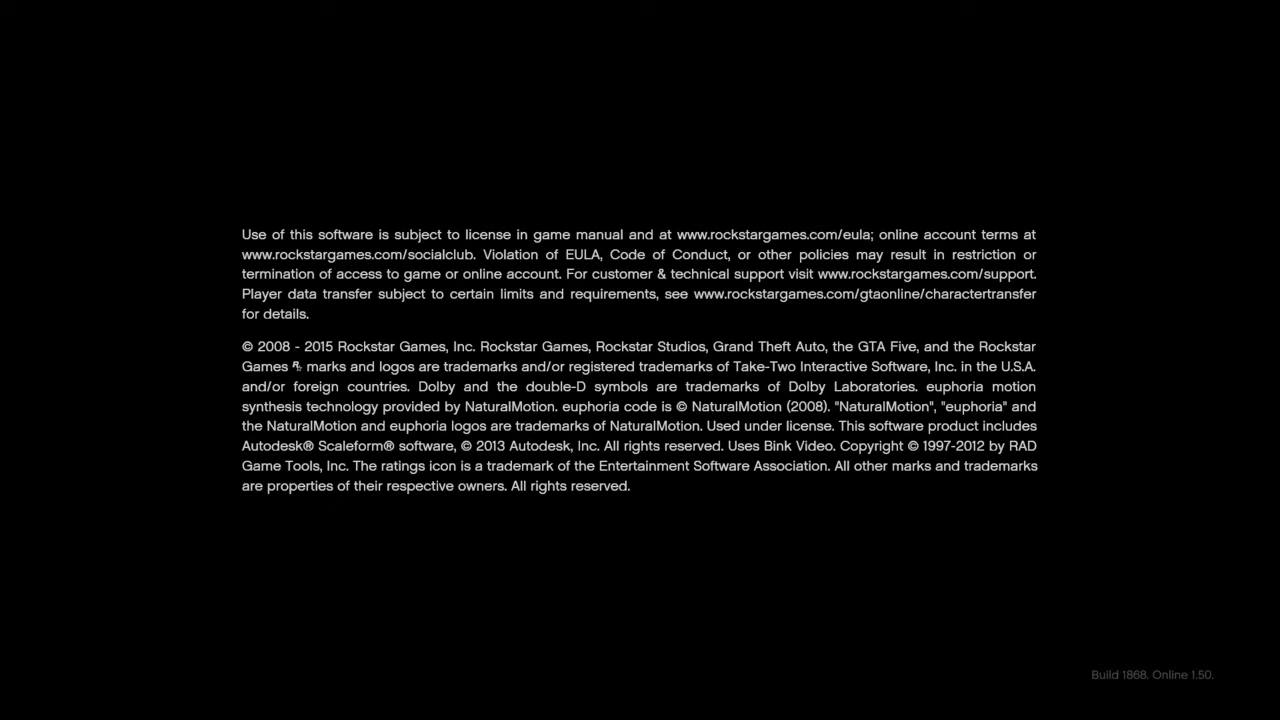 Use of this software is subject to license in game manual and at www.rockstargames.com/eula; online account terms at
www.rockstargames.com/socialclub. Violation of EULA, Code of Conduct, or other policies may result in restriction or
termination of access to game or online account. For customer & technical support visit www.rockstargames.com/support.
Player data transfer subject to certain limits and requirements, see www.rockstargames.com/gtaonline/charactertransfer
for details.
© 2008 - 2015 Rockstar Games, Inc. Rockstar Games, Rockstar Studios, Grand Theft Auto, the GTA Five, and the Rockstar
Games R* marks and logos are trademarks and/or registered trademarks of Take-Two Interactive Software, Inc. in the U.S.A.
and/or foreign countries. Dolby and the double-D symbols are trademarks of Dolby Laboratories. euphoria motion
synthesis technology provided by NaturalMotion. euphoria code is © NaturalMotion (2008). "NaturalMotion", "euphoria" and
the NaturalMotion and euphoria logos are trademarks of NaturalMotion. Used under license. This software product includes
Autodesk® Scaleform® software, © 2013 Autodesk, Inc. All rights reserved. Uses Bink Video. Copyright © 1997-2012 by RAD
Game Tools, Inc. The ratings icon is a trademark of the Entertainment Software Association. All other marks and trademarks
are properties of their respective owners. All rights reserved.
Build 1868. Online 1.50.